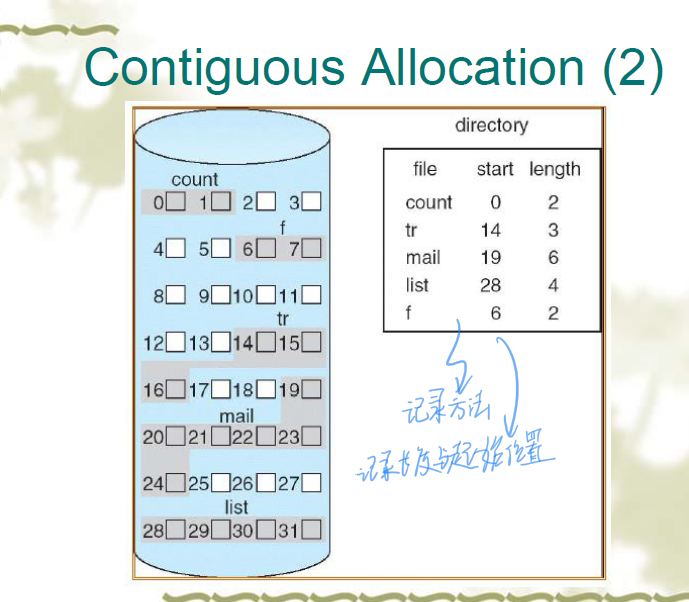 Contiguous Allocation (2)
directory
file start length
count 0 2
tr 14 3
mail 19 6
list 28 4
f 6 2
count
0 1 2 3
f
4 5 6 7
8 9 10 11
tr
12 13 14 15
16 17 18 19
mail
20 21 22 23
24 25 26 27
list
28 29 30 31
记录方法
记录长度与起始位置